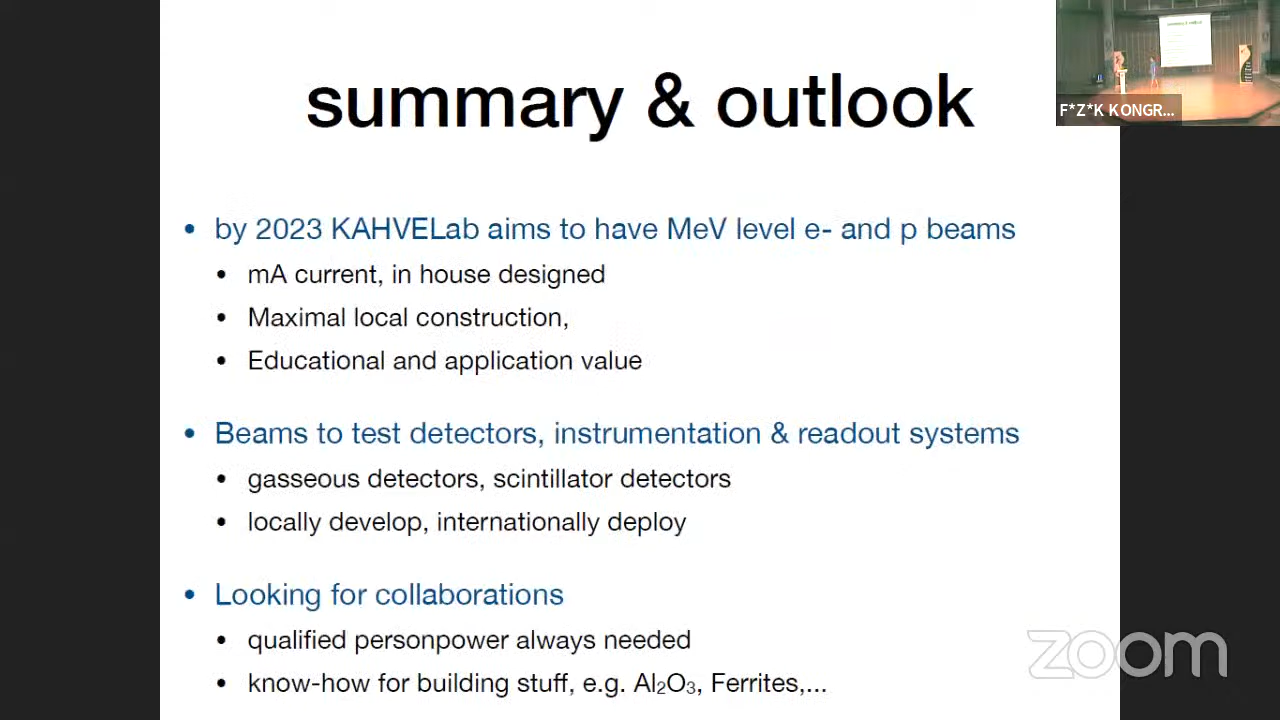 summary & outlook
F*Z*K KONGR...
• by 2023 KAHVELab aims to have MeV level e- and p beams
• mA current, in house designed
• Maximal local construction,
• Educational and application value
• Beams to test detectors, instrumentation & readout systems
• gasseous detectors, scintillator detectors
• locally develop, internationally deploy
• Looking for collaborations
• qualified personpower always needed
• know-how for building stuff, e.g. Al₂O₃, Ferrites,...
zoom